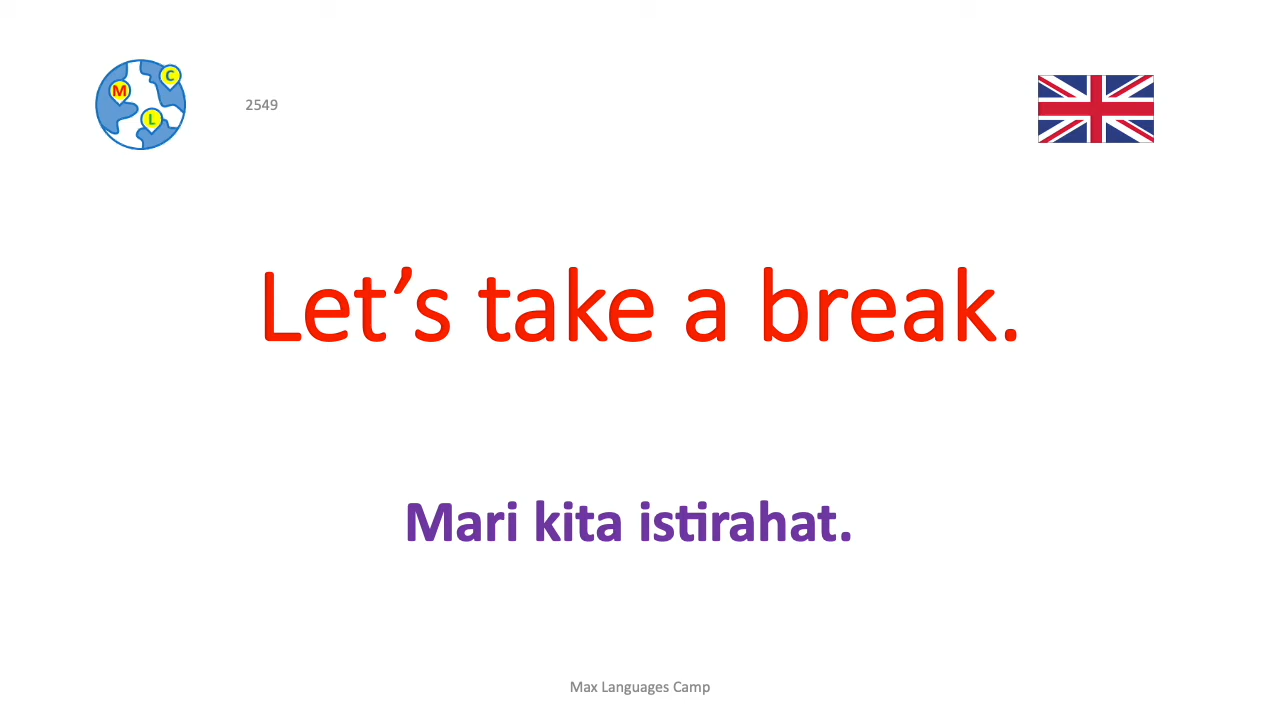 C
M
L
2549
Let’s take a break.
Mari kita istirahat.
Max Languages Camp